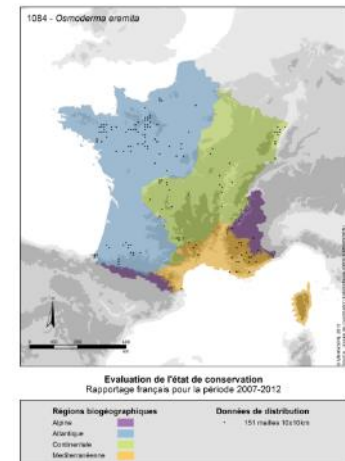 1084 - Osmoderma eremita
Evaluation de l'état de conservation
Rapportage français pour la période 2007-2012
Régions biogéographiques
Données de distribution
Alpine
151 mailles 10x10km
Atlantique
Continentale
Méditerranéenne